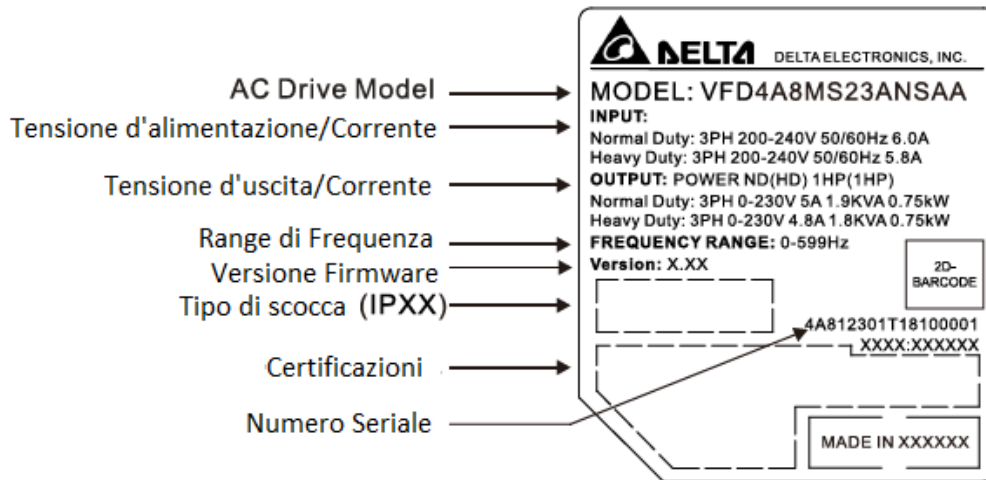 DELTA DELTA ELECTRONICS, INC.
AC Drive Model
MODEL: VFD4A8MS23ANSAA
Tensione d'alimentazione/Corrente
INPUT:
Normal Duty: 3PH 200-240V 50/60Hz 6.0A
Heavy Duty: 3PH 200-240V 50/60Hz 5.8A
Tensione d'uscita/Corrente
OUTPUT: POWER ND(HD) 1HP(1HP)
Normal Duty: 3PH 0-230V 5A 1.9KVA 0.75kW
Heavy Duty: 3PH 0-230V 4.8A 1.8KVA 0.75kW
Range di Frequenza
FREQUENCY RANGE: 0-599Hz
Versione Firmware
Version: X.XX
2D-
BARCODE
Tipo di scocca (IPXX)
4A812301T18100001
XXXX:XXXXXX
Certificazioni
Numero Seriale
MADE IN XXXXXX